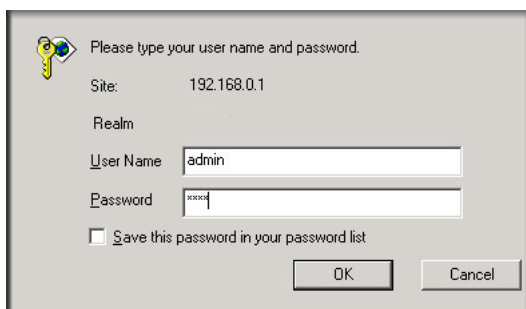 Please type your user name and password.
Site: 192.168.0.1
Realm
User Name admin
Password xxxx
Save this password in your password list
OK Cancel